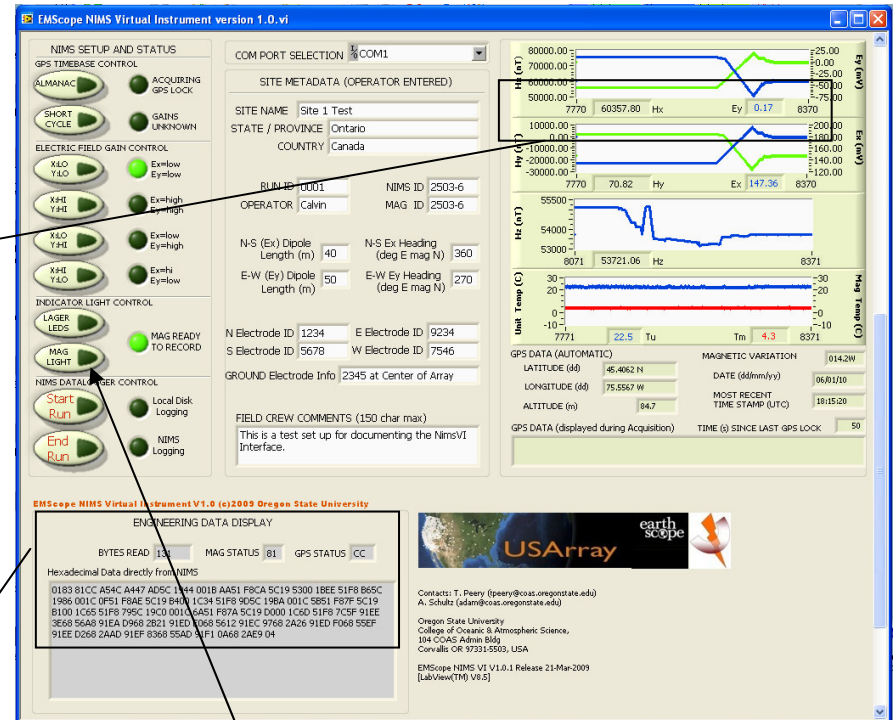 EMScope NIMS Virtual Instrument version 1.0.vi
NIMS SETUP AND STATUS
GPS TIMEBASE CONTROL
ALMANAC
ACQUIRING GPS LOCK
SHORT CYCLE
GAINS UNKNOWN
ELECTRIC FIELD GAIN CONTROL
X:LO Y:LO
Ex=low Ey=low
X:HI Y:HI
Ex=high Ey=high
X:LO Y:HI
Ex=low Ey=high
X:HI Y:LO
Ex=hi Ey=low
INDICATOR LIGHT CONTROL
LAGER LEDS
MAG LIGHT
MAG READY TO RECORD
NIMS DATALOGGER CONTROL
Start Run
Local Disk Logging
End Run
NIMS Logging
COM PORT SELECTION COM1
SITE METADATA (OPERATOR ENTERED)
SITE NAME Site 1 Test
STATE / PROVINCE Ontario
COUNTRY Canada
RUN ID 0001 NIMS ID 2503-6
OPERATOR Calvin MAG ID 2503-6
N-S (Ex) Dipole Length (m) 40
N-S Ex Heading (deg E mag N) 360
E-W (Ey) Dipole Length (m) 50
E-W Ey Heading (deg E mag N) 270
N Electrode ID 1234 E Electrode ID 9234
S Electrode ID 5678 W Electrode ID 7546
GROUND Electrode Info 2345 at Center of Array
FIELD CREW COMMENTS (150 char max)
This is a test set up for documenting the NimsVI
Interface.
Hx (nT)
80000.00
70000.00
60000.00
50000.00
25.00
0.00
-25.00
-50.00
-75.00
Ey (mV)
7770 60357.80 Hx Ey 0.17 8370
Hy (nT)
10000.00
0.00
-10000.00
-20000.00
-30000.00
200.00
180.00
160.00
140.00
120.00
Ex (mV)
7770 70.82 Hy Ex 147.36 8370
Hz (nT)
55500
54000
53000
8071 53721.06 Hz 8371
Unit Temp (C)
30
20
0
-10
30
20
0
-10
Mag Temp (C)
7771 22.5 Tu Tm 4.3 8371
GPS DATA (AUTOMATIC)
LATITUDE (dd) 45.4062 N
LONGITUDE (dd) 75.5567 W
ALTITUDE (m) 84.7
MAGNETIC VARIATION 014.2W
DATE (dd/mm/yy) 06/01/10
MOST RECENT TIME STAMP (UTC) 18:15:20
GPS DATA (displayed during Acquisition) TIME (s) SINCE LAST GPS LOCK 50
EMScope NIMS Virtual Instrument V1.0 (c)2009 Oregon State University
ENGINEERING DATA DISPLAY
BYTES READ 131 MAG STATUS 81 GPS STATUS CC
Hexadecimal Data directly from NIMS
0183 81CC A54C A447 AD5C 1944 001B AA51 F8CA 5C19 5300 1BEE 51F8 B65C
1986 001C 0F51 F8AE 5C19 B400 1C34 51F8 9D5C 19BA 001C 5B51 F87F 5C19
B100 1C65 51F8 795C 19C0 001C 6A51 F87A 5C19 D000 1C6D 51F8 7C5F 91EE
3E68 56A8 91EA D968 2B21 91ED E068 5612 91EC 9768 2A26 91ED F068 55EF
91EE D268 2AAD 91EF 8368 55AD 91F1 0A68 2AE9 04
USArray
earth
scope
Contacts: T. Peery (tpeery@coas.oregonstate.edu)
A. Schultz (adam@coas.oregonstate.edu)
Oregon State University
College of Oceanic & Atmospheric Science,
104 COAS Admin Bldg
Corvallis OR 97331-5503, USA
EMScope NIMS VI V1.0.1 Release 21-Mar-2009
[LabView(TM) V8.5]